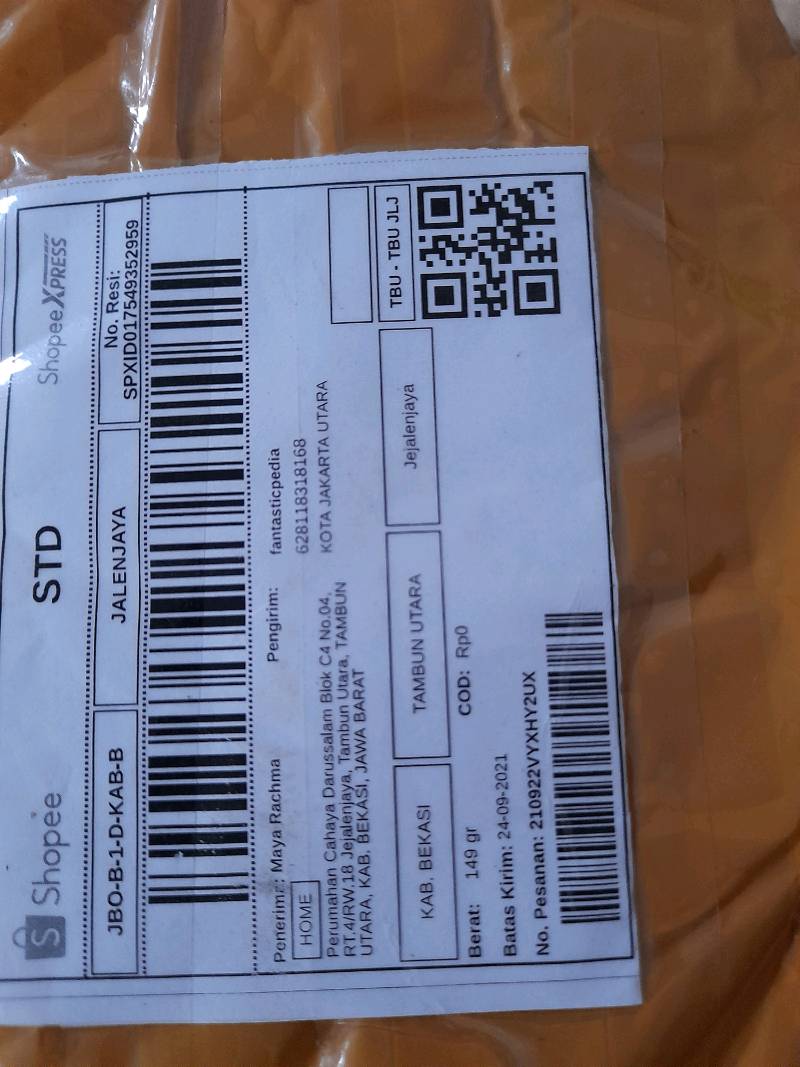 Shopee
STD
Shopee XPRESS
JBO-B-1-D-KAB-B
JALENJAYA
No. Resi:
SPXID017549352959
Penerima: Maya Rachma
HOME
Perumahan Cahaya Darussalam Blok C4 No.04,
RT.4/RW.18 Jejalenjaya, Tambun Utara, TAMBUN
UTARA, KAB. BEKASI, JAWA BARAT
Pengirim:
fantasticpedia
628118318168
KOTA JAKARTA UTARA
KAB. BEKASI
TAMBUN UTARA
Jejalenjaya
TBU - TBU JLJ
Berat: 149 gr
COD: Rp0
Batas Kirim: 24-09-2021
No. Pesanan: 210922VYXHY2UX